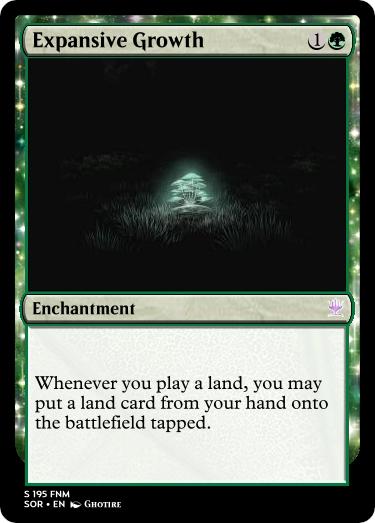 Expansive Growth 1
Enchantment
Whenever you play a land, you may
put a land card from your hand onto
the battlefield tapped.
S 195 FNM
SOR • EN Ghotire